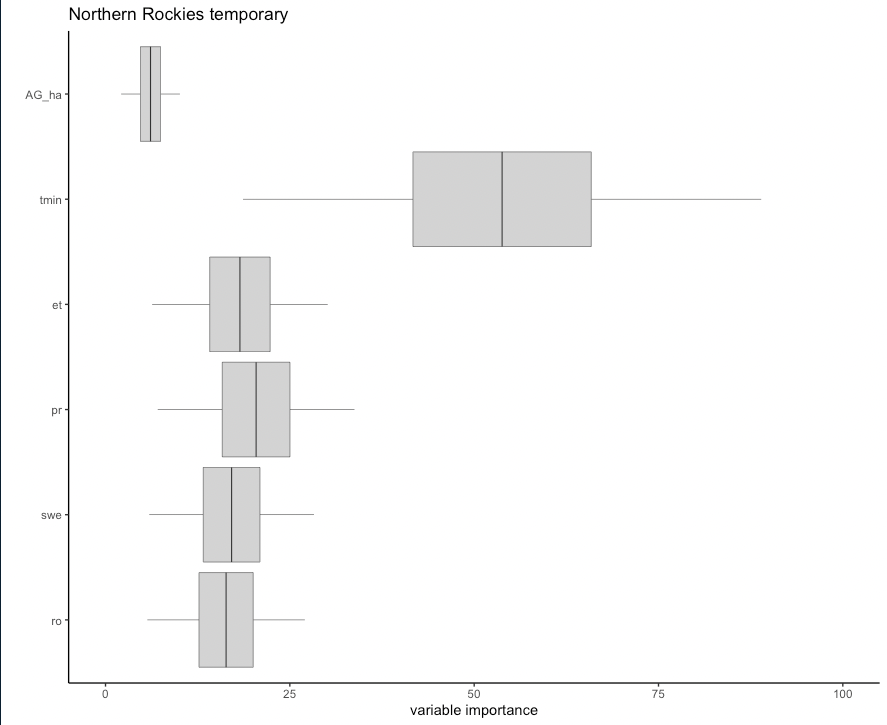 Northern Rockies temporary
AG_ha
tmin
et
pr
swe
ro
0 25 50 75 100
variable importance